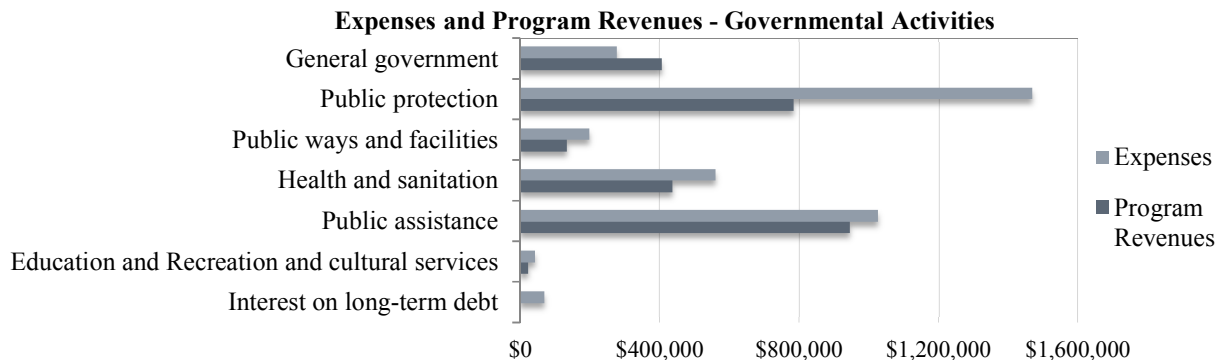 Expenses and Program Revenues - Governmental Activities
General government
Public protection
Public ways and facilities
Health and sanitation
Public assistance
Education and Recreation and cultural services
Interest on long-term debt
$0 $400,000 $800,000 $1,200,000 $1,600,000
Expenses
Program
Revenues